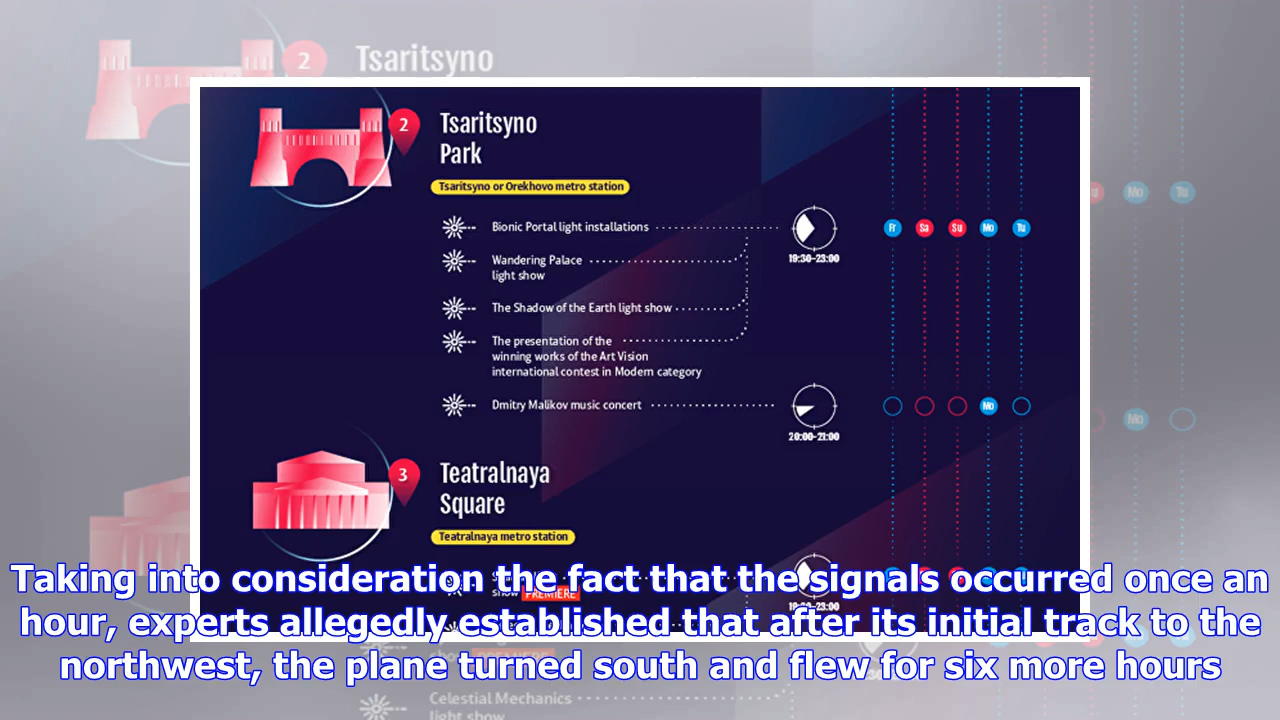 2
Tsaritsyno
2
Tsaritsyno
Park
Tsaritsyno or Orekhovo metro station
Bionic Portal light installations
19:30–23:00
Fr Sa Su Mo Tu
Mo Tu
Wandering Palace
light show
The Shadow of the Earth light show
The presentation of the
winning works of the Art Vision
international contest in Modern category
Dmitry Malikov music concert
20:00–21:00
Mo
Mo
3
Teatralnaya
Square
Teatralnaya metro station
show PREMIERE
Taking into consideration the fact that the signals occurred once an
hour, experts allegedly established that after its initial track to the
northwest, the plane turned south and flew for six more hours
Celestial Mechanics
light show